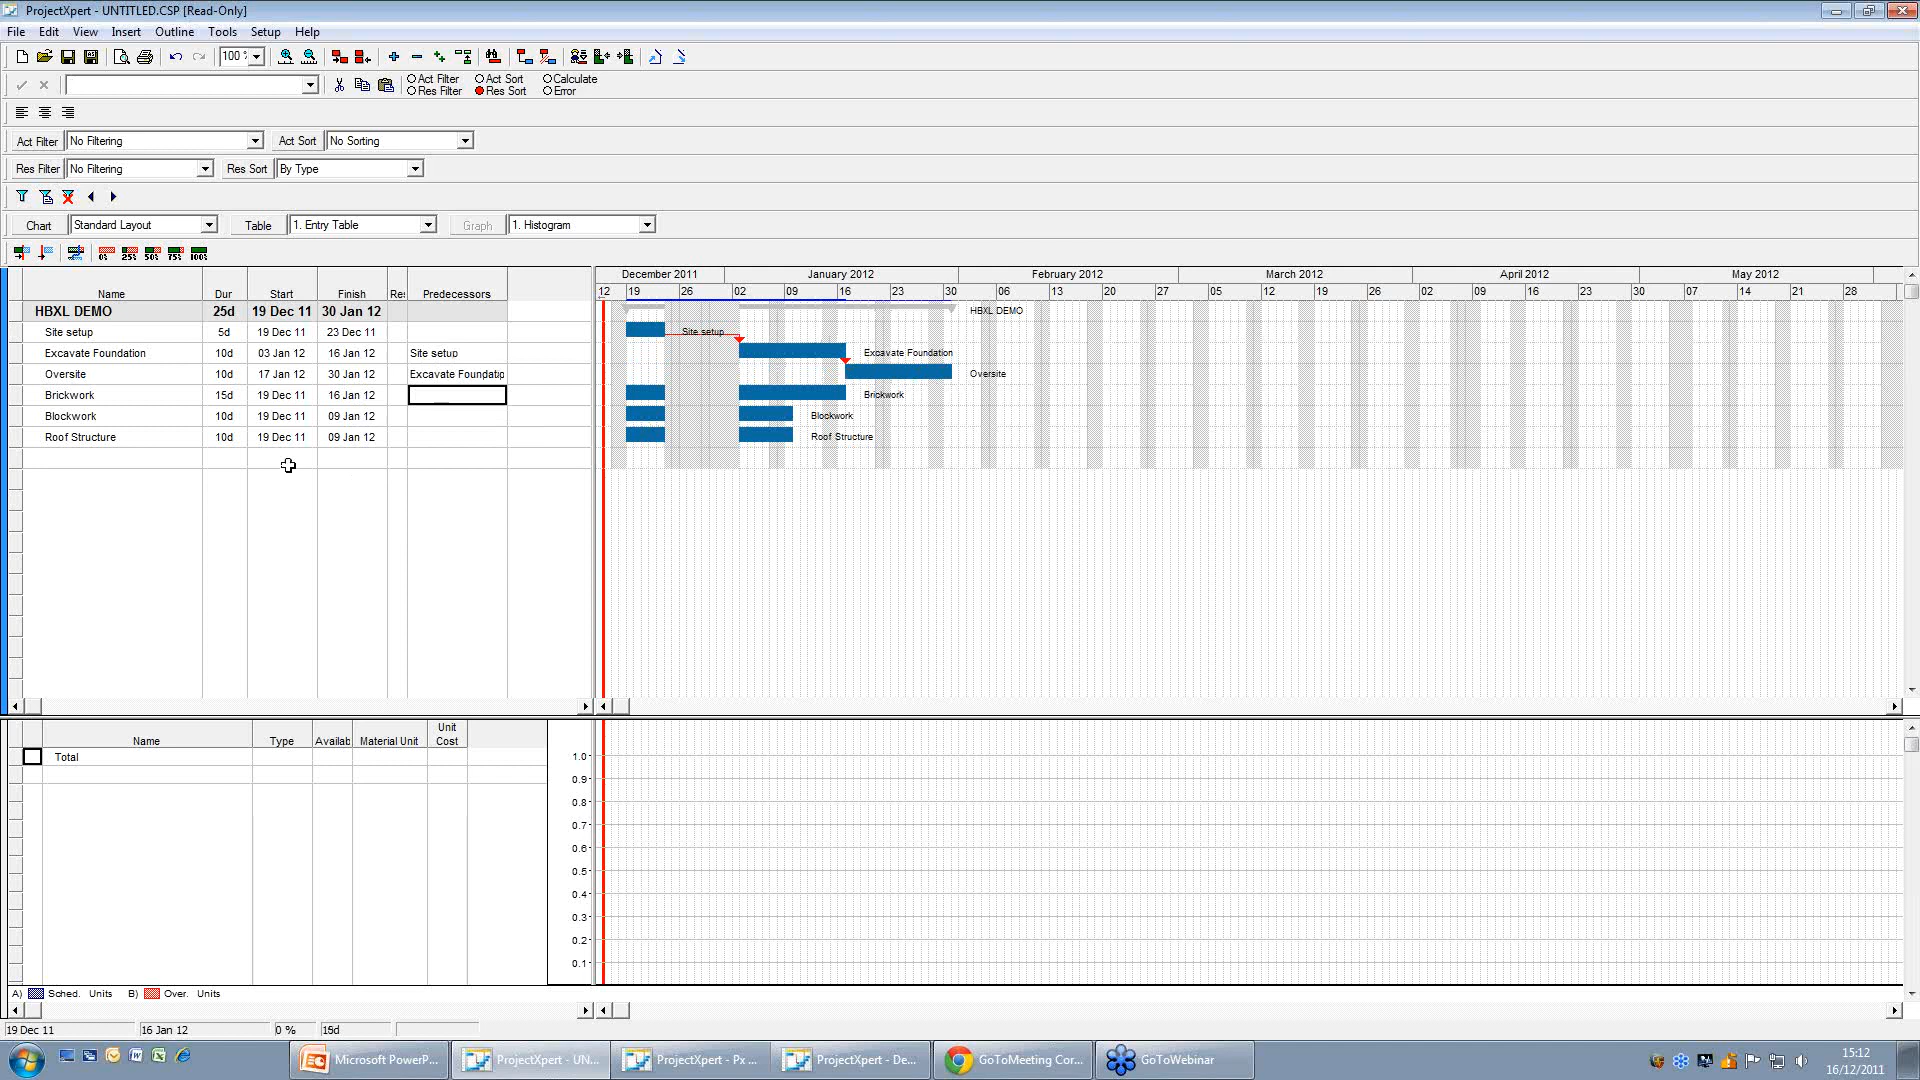 ProjectXpert - UNTITLED.CSP [Read-Only]
File Edit View Insert Outline Tools Setup Help
100 %
Act Filter Act Sort Calculate
Res Filter Res Sort Error
Act Filter No Filtering Act Sort No Sorting
Res Filter No Filtering Res Sort By Type
Chart Standard Layout Table 1. Entry Table Graph 1. Histogram
0% 25% 50% 75% 100%
December 2011 January 2012 February 2012 March 2012 April 2012 May 2012
Name Dur Start Finish Re Predecessors
12 19 26 02 09 16 23 30 06 13 20 27 05 12 19 26 02 09 16 23 30 07 14 21 28
HBXL DEMO 25d 19 Dec 11 30 Jan 12 HBXL DEMO
Site setup 5d 19 Dec 11 23 Dec 11 Site setup
Excavate Foundation 10d 03 Jan 12 16 Jan 12 Site setup Excavate Foundation
Oversite 10d 17 Jan 12 30 Jan 12 Excavate Foundatio Oversite
Brickwork 15d 19 Dec 11 16 Jan 12 Brickwork
Blockwork 10d 19 Dec 11 09 Jan 12 Blockwork
Roof Structure 10d 19 Dec 11 09 Jan 12 Roof Structure
Name Type Availab Material Unit Unit Cost
Total
1.0
0.9
0.8
0.7
0.6
0.5
0.4
0.3
0.2
0.1
A) Sched. Units B) Over. Units
19 Dec 11 16 Jan 12 0 % 15d
Microsoft PowerP... ProjectXpert - UN... ProjectXpert - Px ... ProjectXpert - De... GoToMeeting Cor... GoToWebinar
15:12
16/12/2011